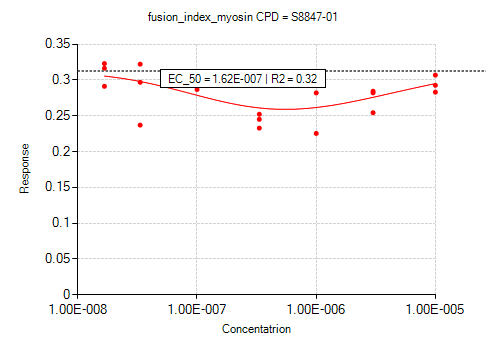 fusion_index_myosin CPD = S8847-01
0.35
0.3
0.25
0.2
0.15
0.1
0.05
0
Response
EC_50 = 1.62E-007 | R2 = 0.32
1.00E-008 1.00E-007 1.00E-006 1.00E-005
Concentatrion